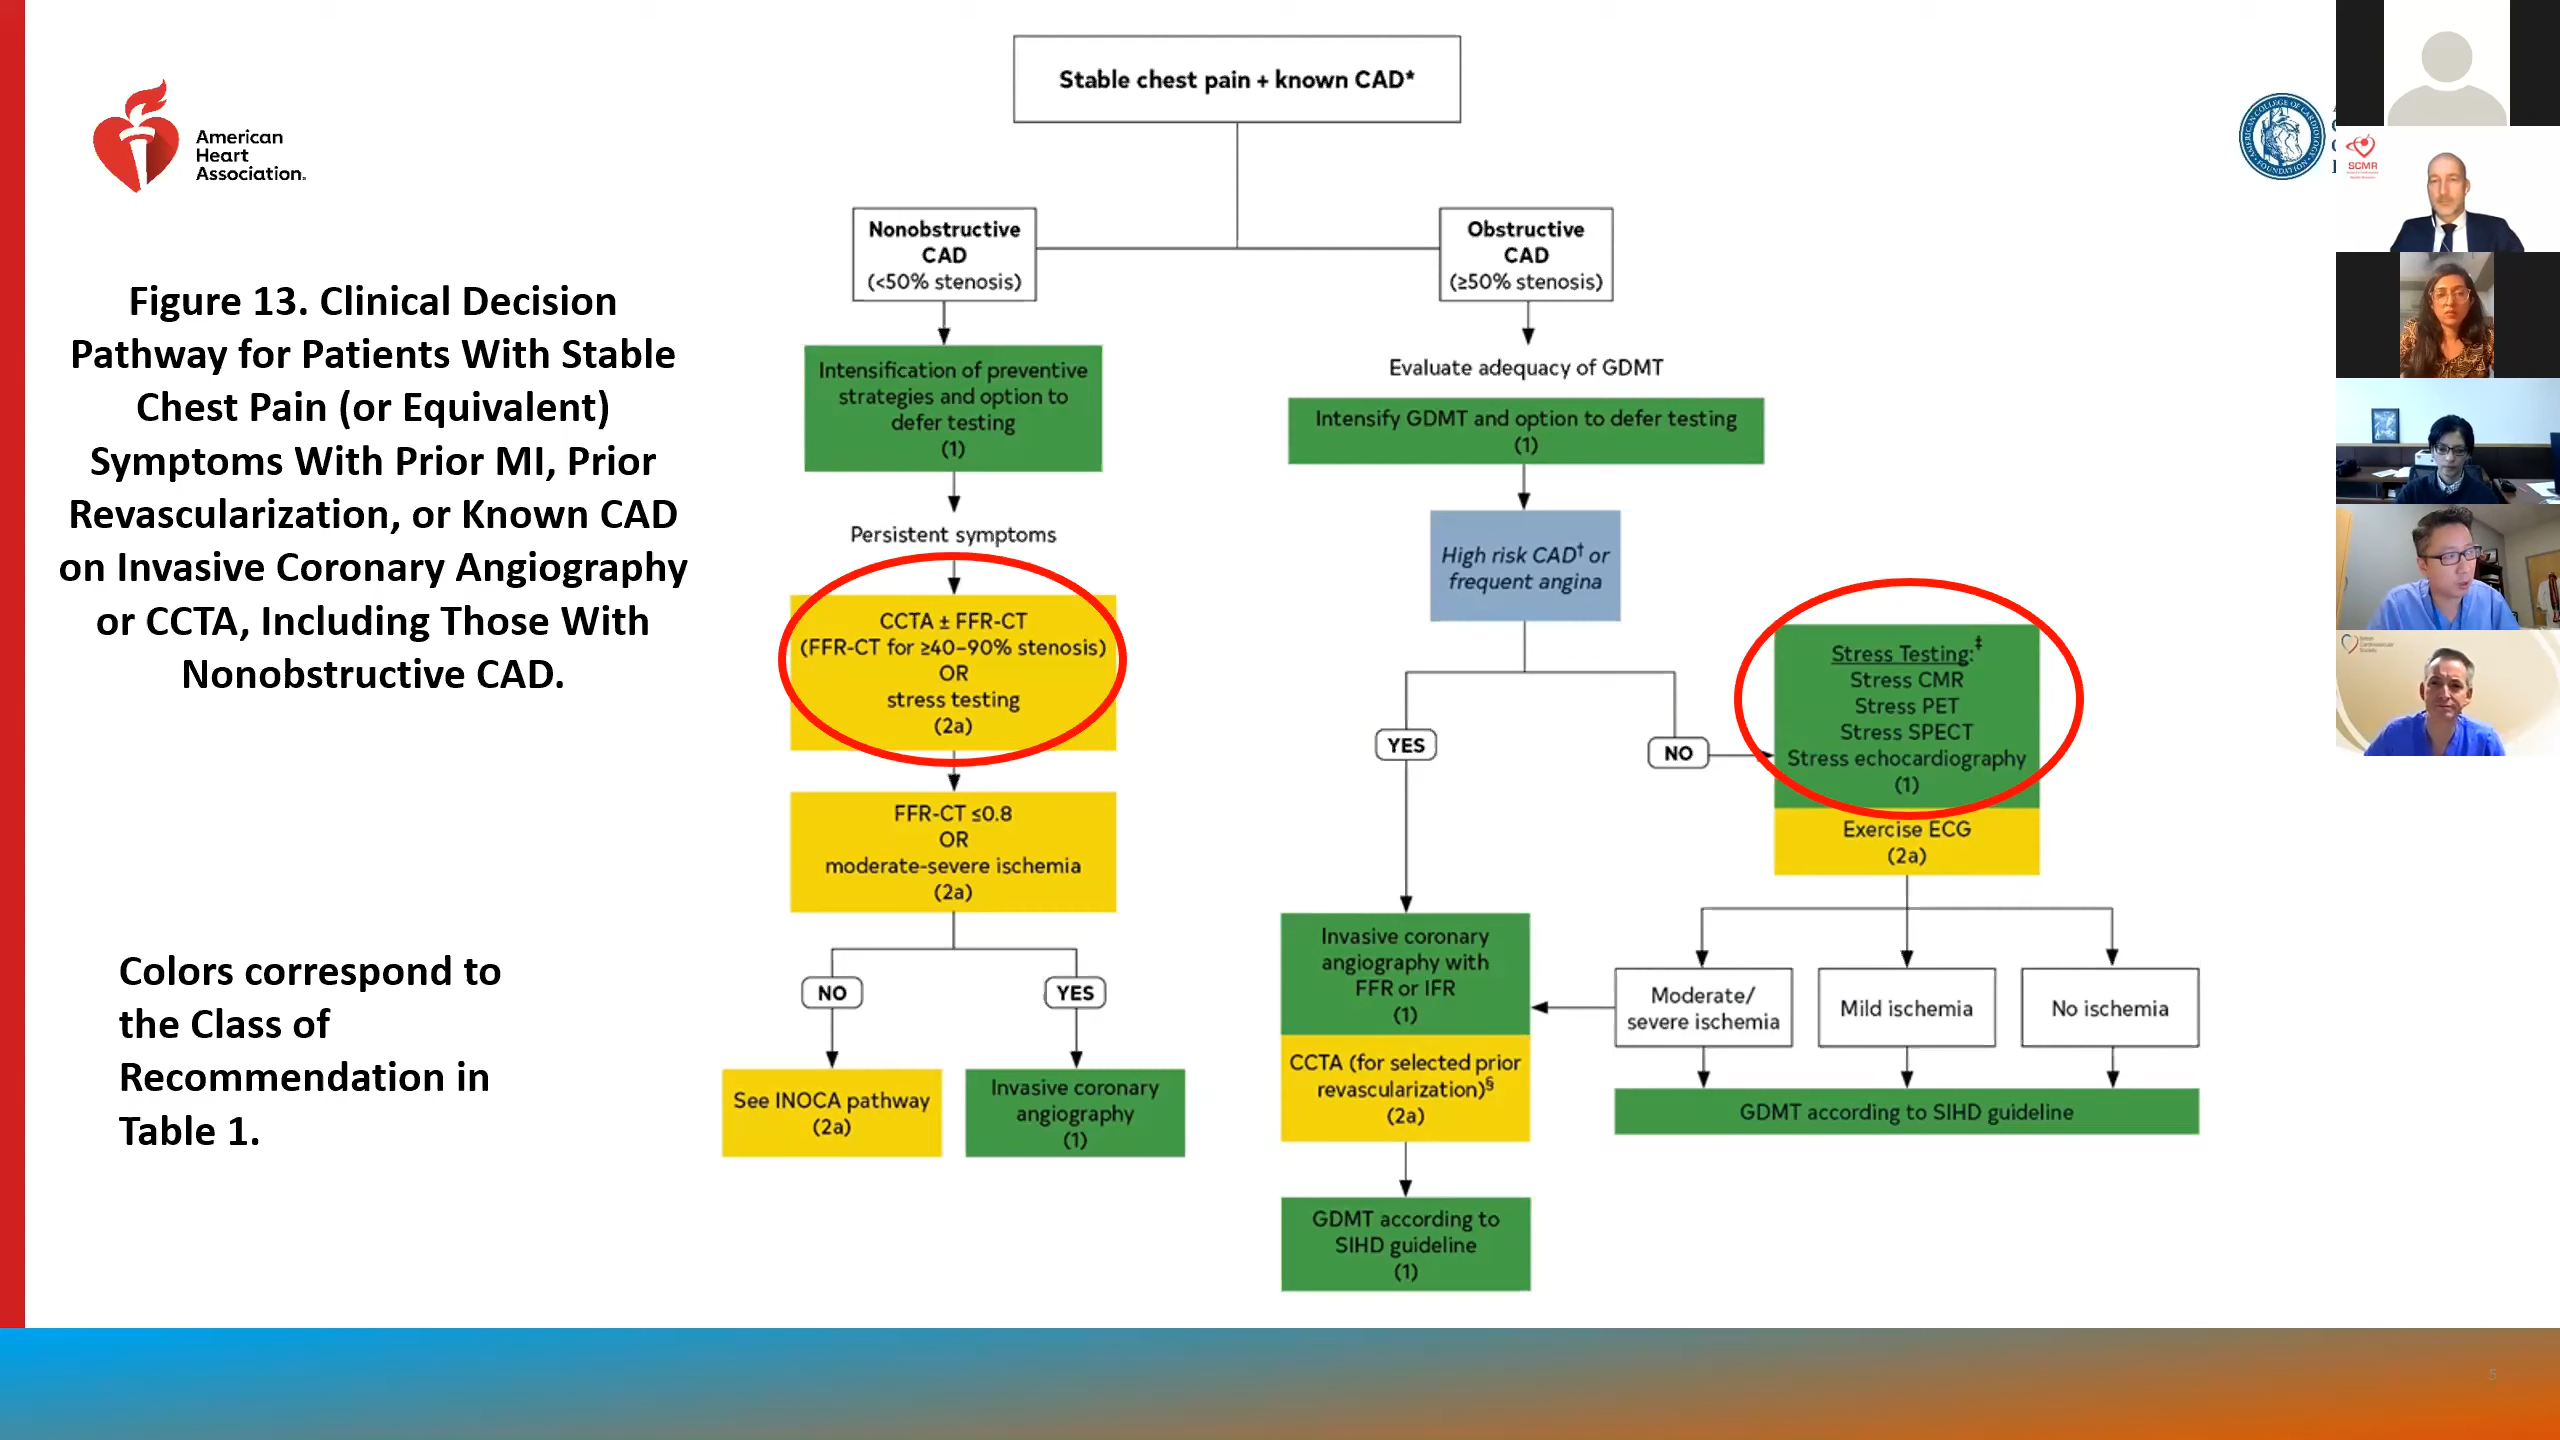 Stable chest pain + known CAD*
American
Heart
Association.
SCMR
Nonobstructive
CAD
(<50% stenosis)
Obstructive
CAD
(≥50% stenosis)
Figure 13. Clinical Decision
Pathway for Patients With Stable
Chest Pain (or Equivalent)
Symptoms With Prior MI, Prior
Revascularization, or Known CAD
on Invasive Coronary Angiography
or CCTA, Including Those With
Nonobstructive CAD.
Intensification of preventive
strategies and option to
defer testing
(1)
Evaluate adequacy of GDMT
Intensify GDMT and option to defer testing
(1)
Persistent symptoms
High risk CAD† or
frequent angina
CCTA ± FFR-CT
(FFR-CT for ≥40–90% stenosis)
OR
stress testing
(2a)
Stress Testing:‡
Stress CMR
Stress PET
Stress SPECT
Stress echocardiography
(1)
YES
NO
Exercise ECG
(2a)
FFR-CT ≤0.8
OR
moderate-severe ischemia
(2a)
NO
YES
Invasive coronary
angiography with
FFR or IFR
(1)
Moderate/
severe ischemia
Mild ischemia
No ischemia
Colors correspond to
the Class of
Recommendation in
Table 1.
CCTA (for selected prior
revascularization)§
(2a)
See INOCA pathway
(2a)
Invasive coronary
angiography
(1)
GDMT according to SIHD guideline
GDMT according to
SIHD guideline
(1)
5